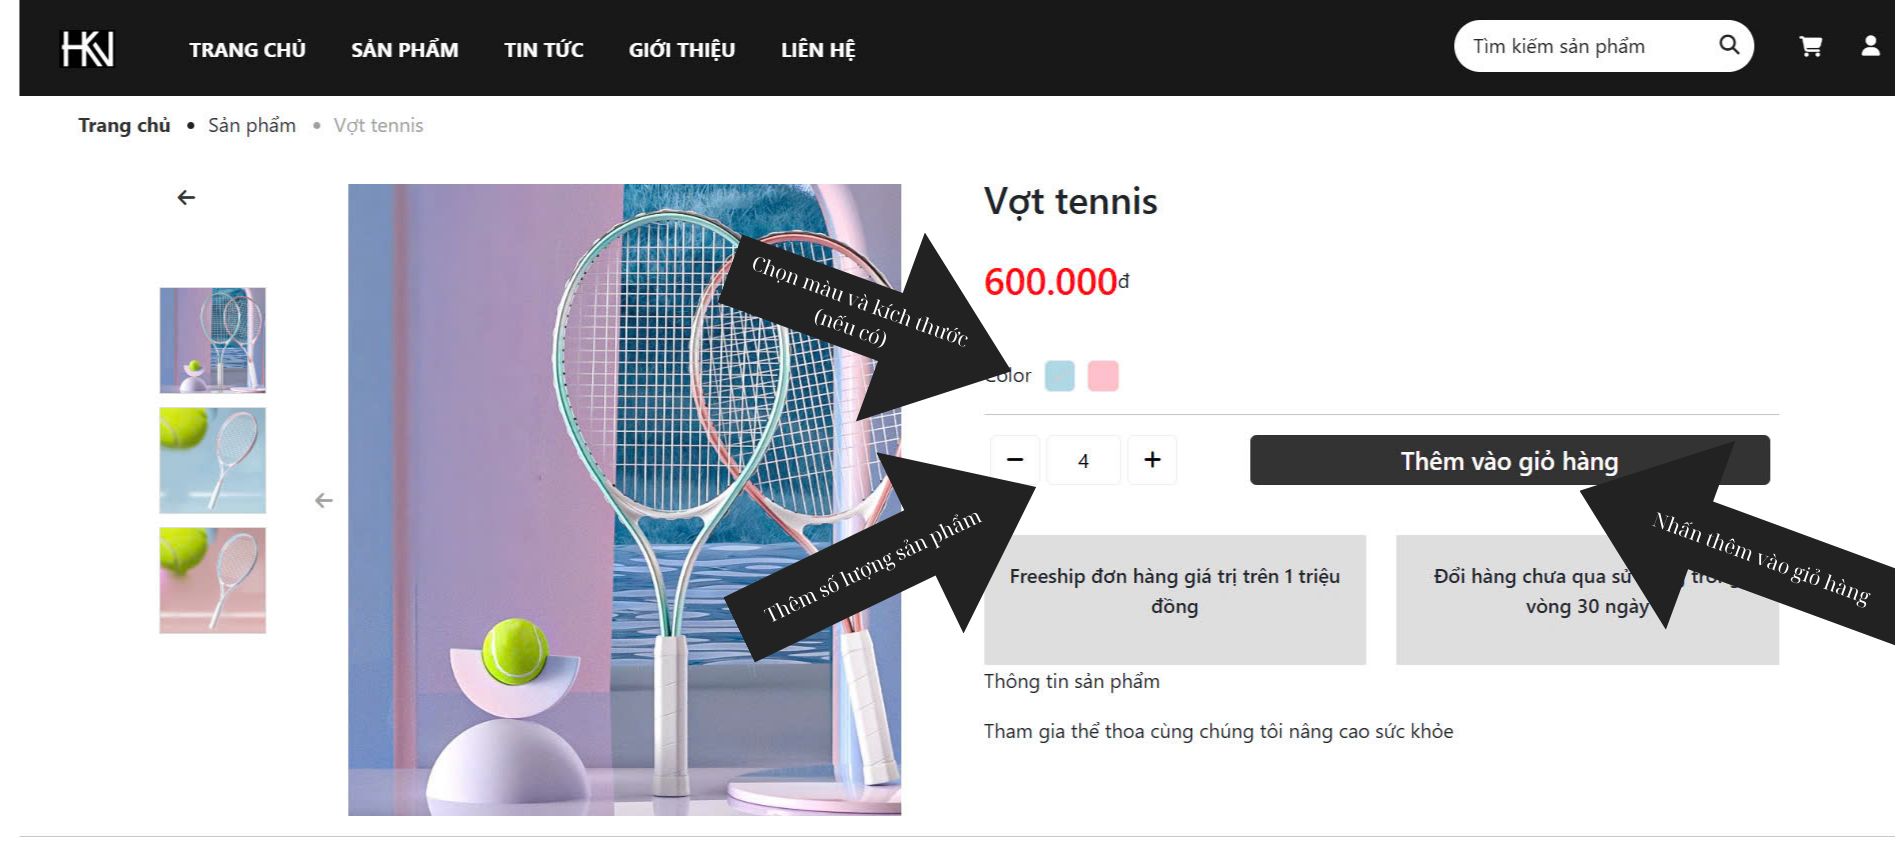 HKN
TRANG CHỦ SẢN PHẨM TIN TỨC GIỚI THIỆU LIÊN HỆ
Tìm kiếm sản phẩm
Trang chủ • Sản phẩm • Vợt tennis
Vợt tennis
600.000đ
Chọn màu và kích thước
(nếu có)
Color
4
Thêm vào giỏ hàng
Thêm số lượng sản phẩm
Nhấn thêm vào giỏ hàng
Freeship đơn hàng giá trị trên 1 triệu
đồng
Đổi hàng chưa qua sử
vòng 30 ngày
Thông tin sản phẩm
Tham gia thể thoa cùng chúng tôi nâng cao sức khỏe